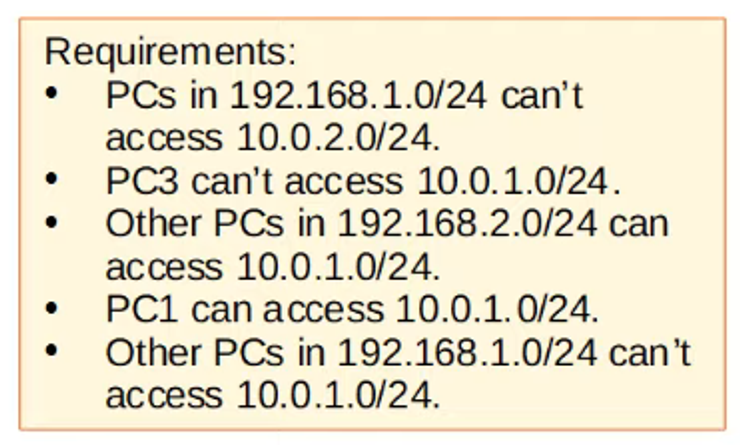 Requirements:
• PCs in 192.168.1.0/24 can't
access 10.0.2.0/24.
• PC3 can't access 10.0.1.0/24.
• Other PCs in 192.168.2.0/24 can
access 10.0.1.0/24.
• PC1 can access 10.0.1.0/24.
• Other PCs in 192.168.1.0/24 can't
access 10.0.1.0/24.